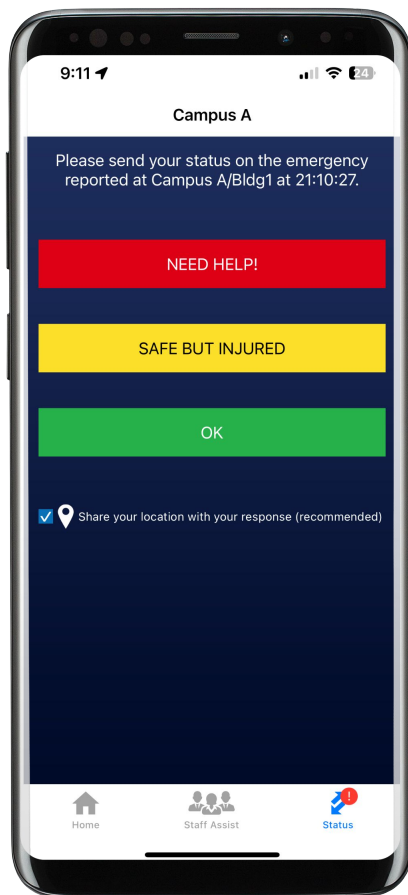 9:11
24
Campus A
Please send your status on the emergency
reported at Campus A/Bldg1 at 21:10:27.
NEED HELP!
SAFE BUT INJURED
OK
Share your location with your response (recommended)
!
Home
Staff Assist
Status